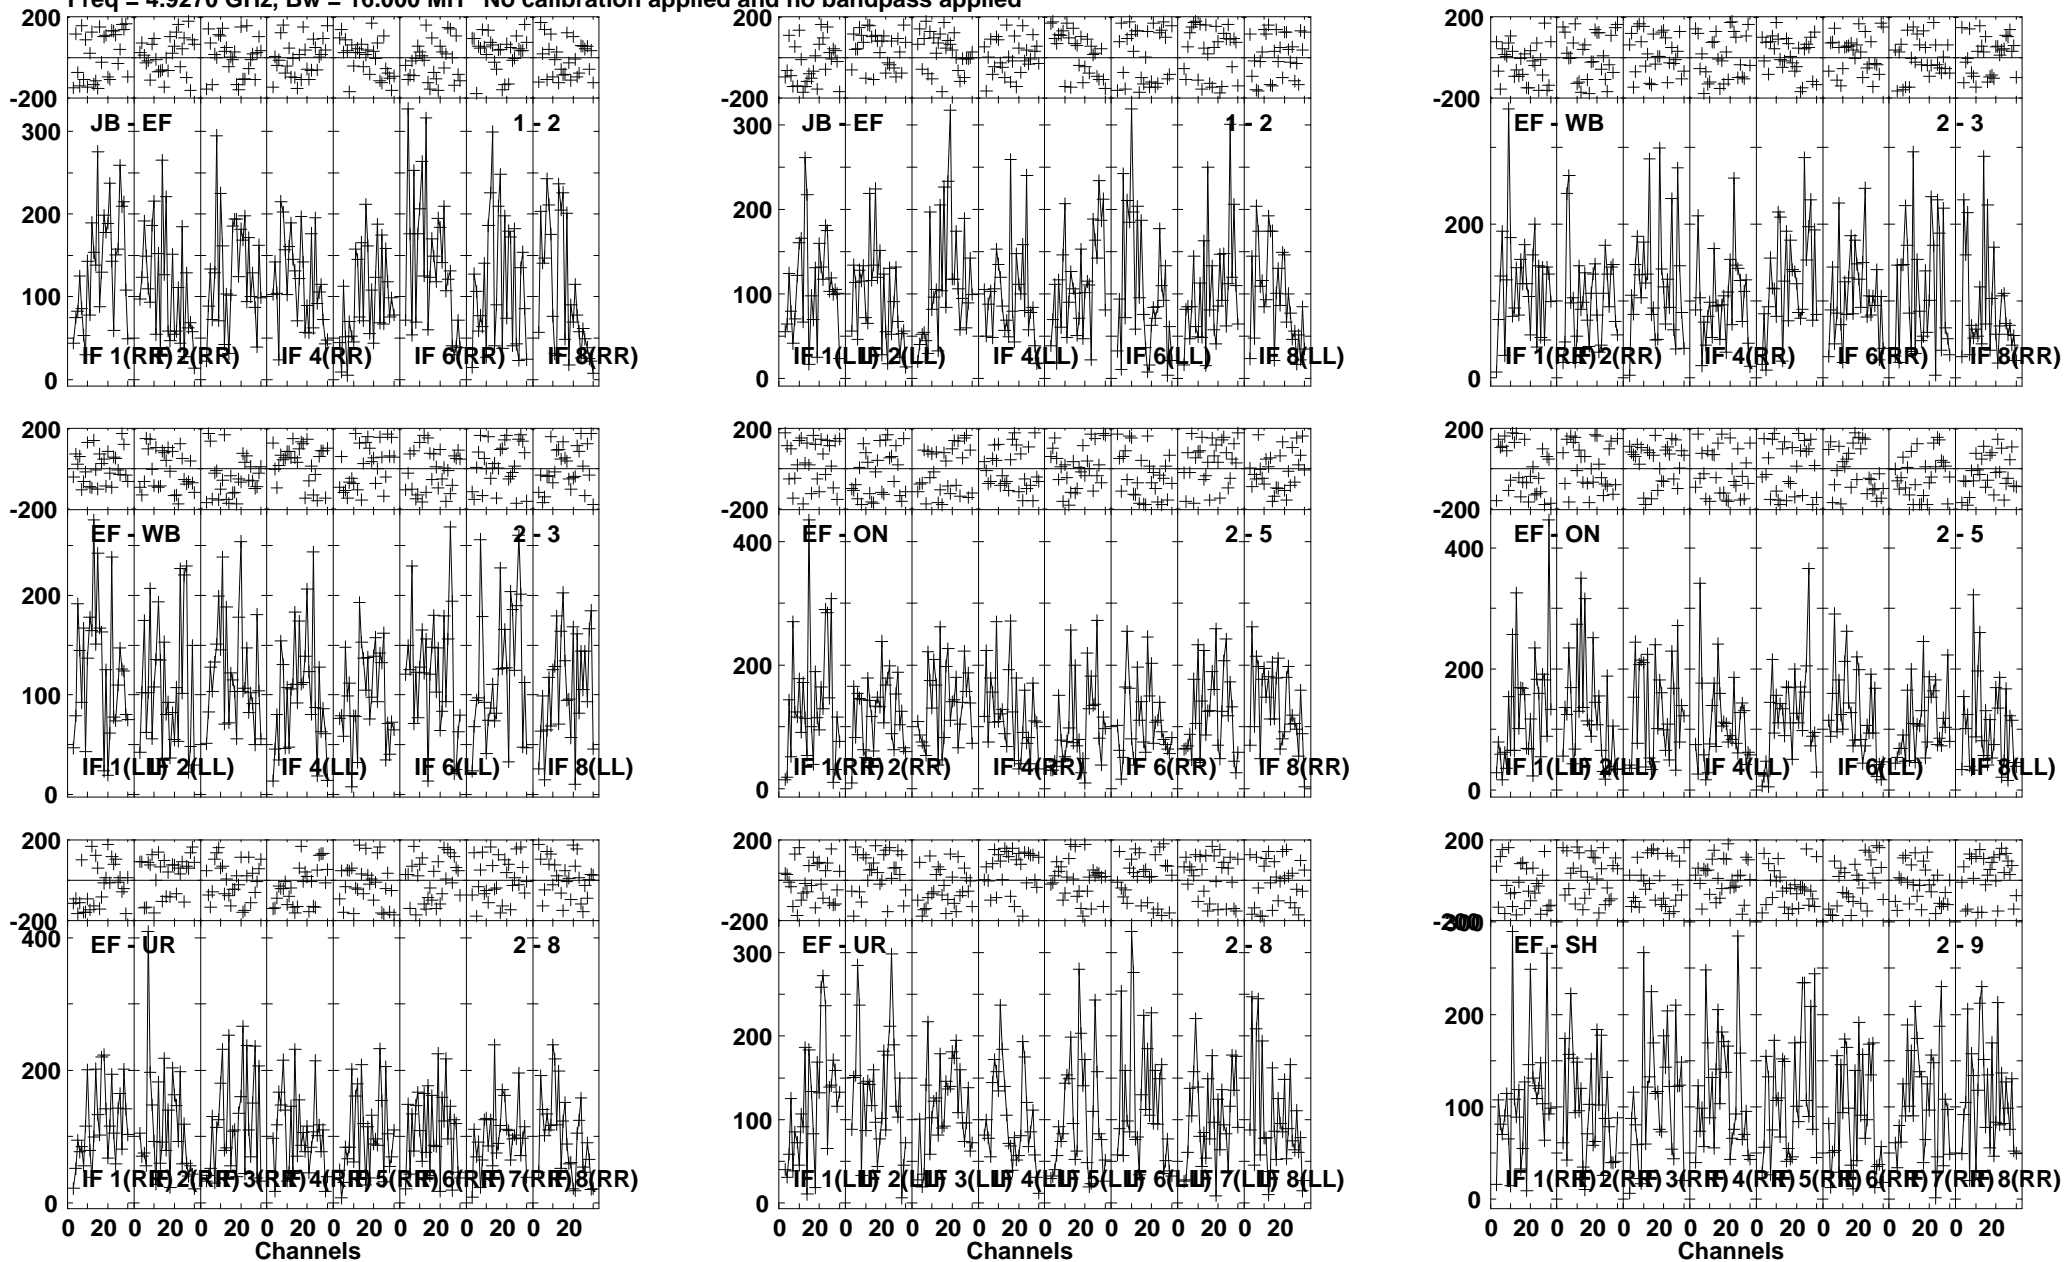 Freq = 4.9270 GHz, Bw = 16.000 MH No calibration applied and no bandpass applied
200 200 200
-200 -200 -200
JB - EF 1 - 2 JB - EF 1 - 2 EF - WB 2 - 3
300 300
200 200 200
100 100
IF 1(RR) IF 2(RR) IF 4(RR) IF 6(RR) IF 8(RR) IF 1(LL) IF 2(LL) IF 4(LL) IF 6(LL) IF 8(LL) IF 1(RR) IF 2(RR) IF 4(RR) IF 6(RR) IF 8(RR)
0 0 0
200 200 200
-200 -200 -200
EF - WB 2 - 3 EF - ON 2 - 5 EF - ON 2 - 5
400 400
200 200 200
100
IF 1(LL) IF 2(LL) IF 4(LL) IF 6(LL) IF 8(LL) IF 1(RR) IF 2(RR) IF 4(RR) IF 6(RR) IF 8(RR) IF 1(LL) IF 2(LL) IF 4(LL) IF 6(LL) IF 8(LL)
0 0 0
200 200 200
-200 -200 -200
400 300 300
EF - UR 2 - 8 EF - UR 2 - 8 EF - SH 2 - 9
200 200 200
100 100
IF 1(RR) IF 2(RR) IF 3(RR) IF 4(RR) IF 5(RR) IF 6(RR) IF 7(RR) IF 8(RR) IF 1(LL) IF 2(LL) IF 3(LL) IF 4(LL) IF 5(LL) IF 6(LL) IF 7(LL) IF 8(LL) IF 1(RR) IF 2(RR) IF 3(RR) IF 4(RR) IF 5(RR) IF 6(RR) IF 7(RR) IF 8(RR)
0 0 0
0 20 0 20 0 20 0 20 0 20 0 20 0 20 0 20 0 20 0 20 0 20 0 20 0 20 0 20 0 20 0 20 0 20 0 20 0 20 0 20 0 20 0 20 0 20 0 20
Channels Channels